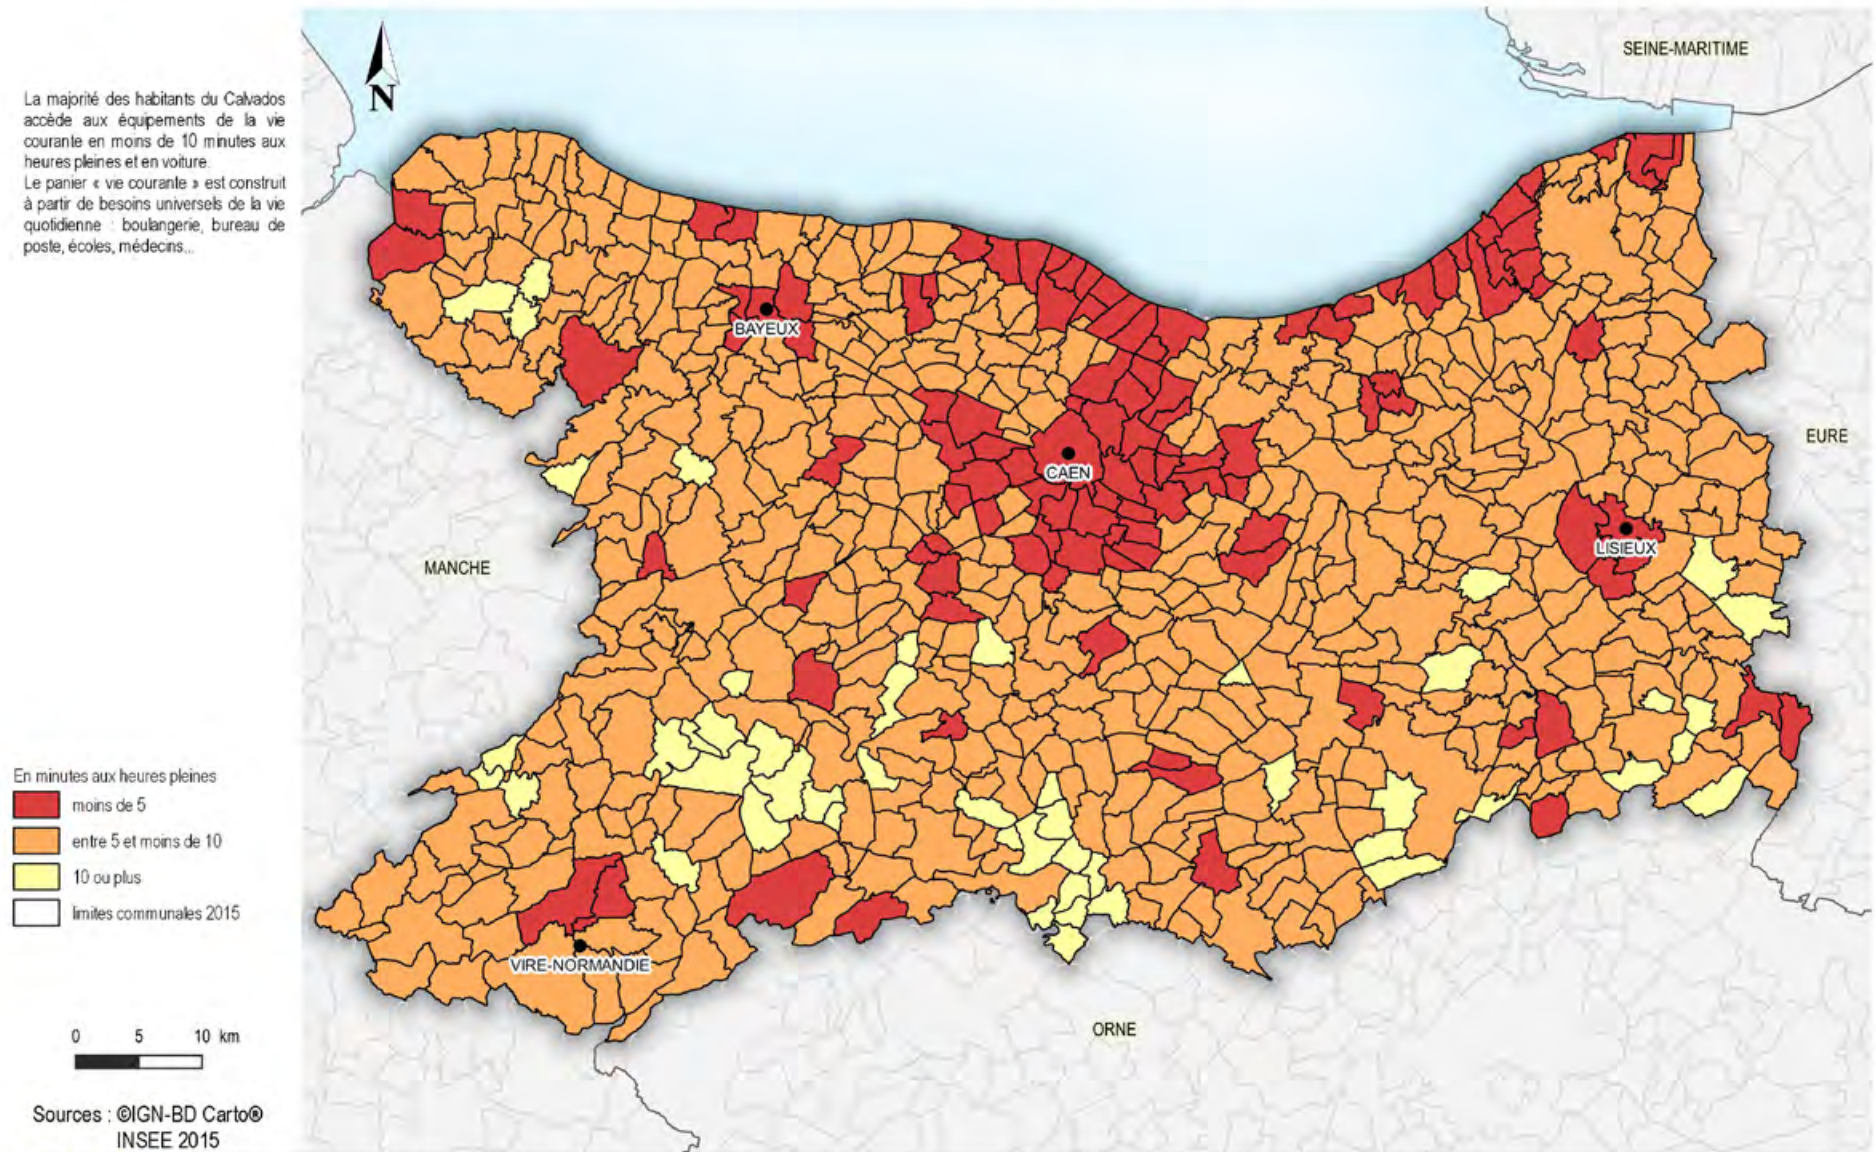 La majorité des habitants du Calvados
accède aux équipements de la vie
courante en moins de 10 minutes aux
heures pleines et en voiture.
Le panier « vie courante » est construit
à partir de besoins universels de la vie
quotidienne : boulangerie, bureau de
poste, écoles, médecins...
N
SEINE-MARITIME
BAYEUX
CAEN
EURE
LISIEUX
MANCHE
VIRE-NORMANDIE
ORNE
En minutes aux heures pleines
moins de 5
entre 5 et moins de 10
10 ou plus
limites communales 2015
0 5 10 km
Sources : ©IGN-BD Carto®
INSEE 2015